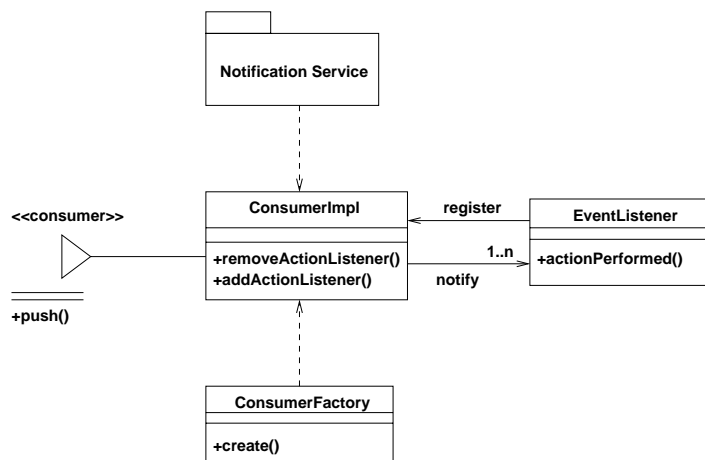 Notification Service
<<consumer>>
+push()
ConsumerImpl
+removeActionListener()
+addActionListener()
register
1..n
notify
EventListener
+actionPerformed()
ConsumerFactory
+create()